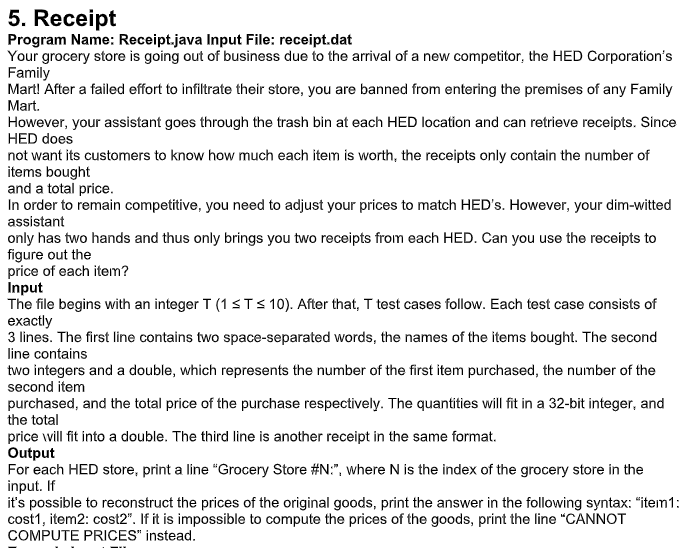 5. Receipt
Program Name: Receipt.java Input File: receipt.dat
Your grocery store is going out of business due to the arrival of a new competitor, the HED Corporation's
Family
Mart! After a failed effort to infiltrate their store, you are banned from entering the premises of any Family
Mart.
However, your assistant goes through the trash bin at each HED location and can retrieve receipts. Since
HED does
not want its customers to know how much each item is worth, the receipts only contain the number of
items bought
and a total price.
In order to remain competitive, you need to adjust your prices to match HED's. However, your dim-witted
assistant
only has two hands and thus only brings you two receipts from each HED. Can you use the receipts to
figure out the
price of each item?
Input
The file begins with an integer T (1 ≤ T ≤ 10). After that, T test cases follow. Each test case consists of
exactly
3 lines. The first line contains two space-separated words, the names of the items bought. The second
line contains
two integers and a double, which represents the number of the first item purchased, the number of the
second item
purchased, and the total price of the purchase respectively. The quantities will fit in a 32-bit integer, and
the total
price will fit into a double. The third line is another receipt in the same format.
Output
For each HED store, print a line “Grocery Store #N:”, where N is the index of the grocery store in the
input. If
it's possible to reconstruct the prices of the original goods, print the answer in the following syntax: “item1:
cost1, item2: cost2”. If it is impossible to compute the prices of the goods, print the line “CANNOT
COMPUTE PRICES” instead.